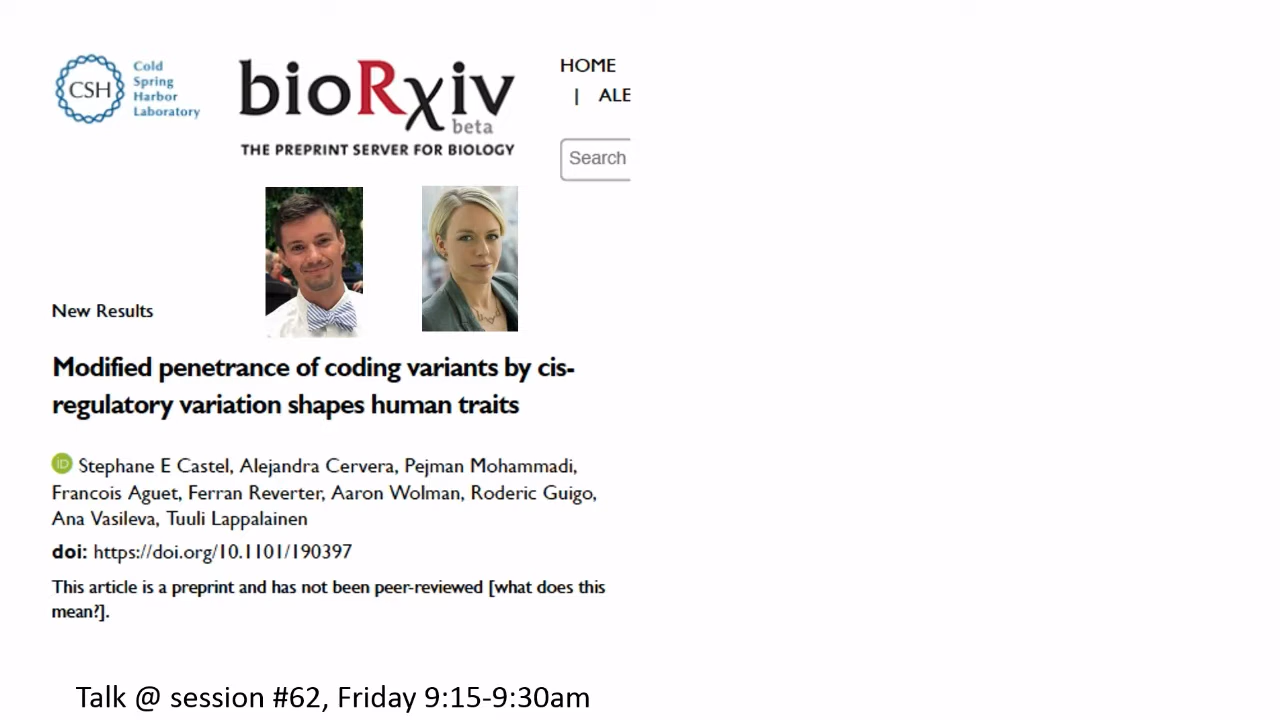 CSH
Cold
Spring
Harbor
Laboratory
bioRχiv
beta
THE PREPRINT SERVER FOR BIOLOGY
HOME
| ALE
Search
New Results
Modified penetrance of coding variants by cis-
regulatory variation shapes human traits
iD Stephane E Castel, Alejandra Cervera, Pejman Mohammadi,
Francois Aguet, Ferran Reverter, Aaron Wolman, Roderic Guigo,
Ana Vasileva, Tuuli Lappalainen
doi: https://doi.org/10.1101/190397
This article is a preprint and has not been peer-reviewed [what does this
mean?].
Talk @ session #62, Friday 9:15-9:30am